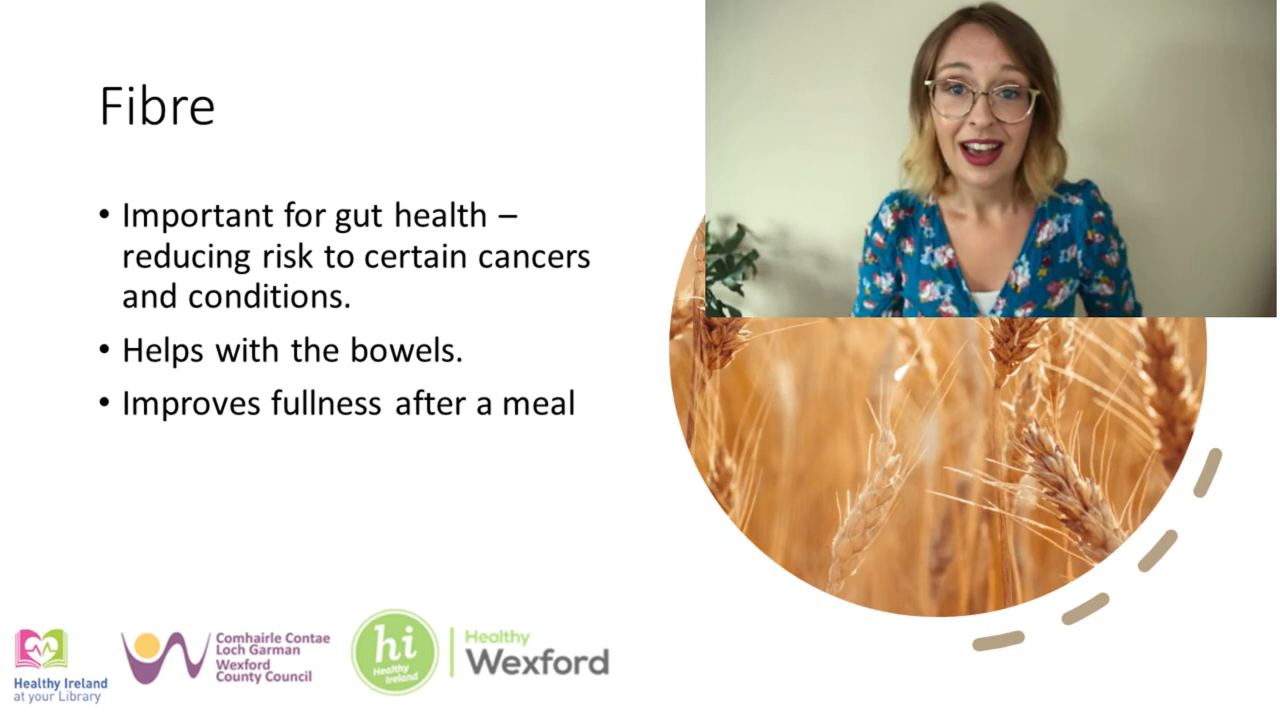 Fibre
• Important for gut health –
reducing risk to certain cancers
and conditions.
• Helps with the bowels.
• Improves fullness after a meal
Healthy Ireland
at your Library
Comhairle Contae
Loch Garman
Wexford
County Council
hi
Healthy
Ireland
Healthy
Wexford